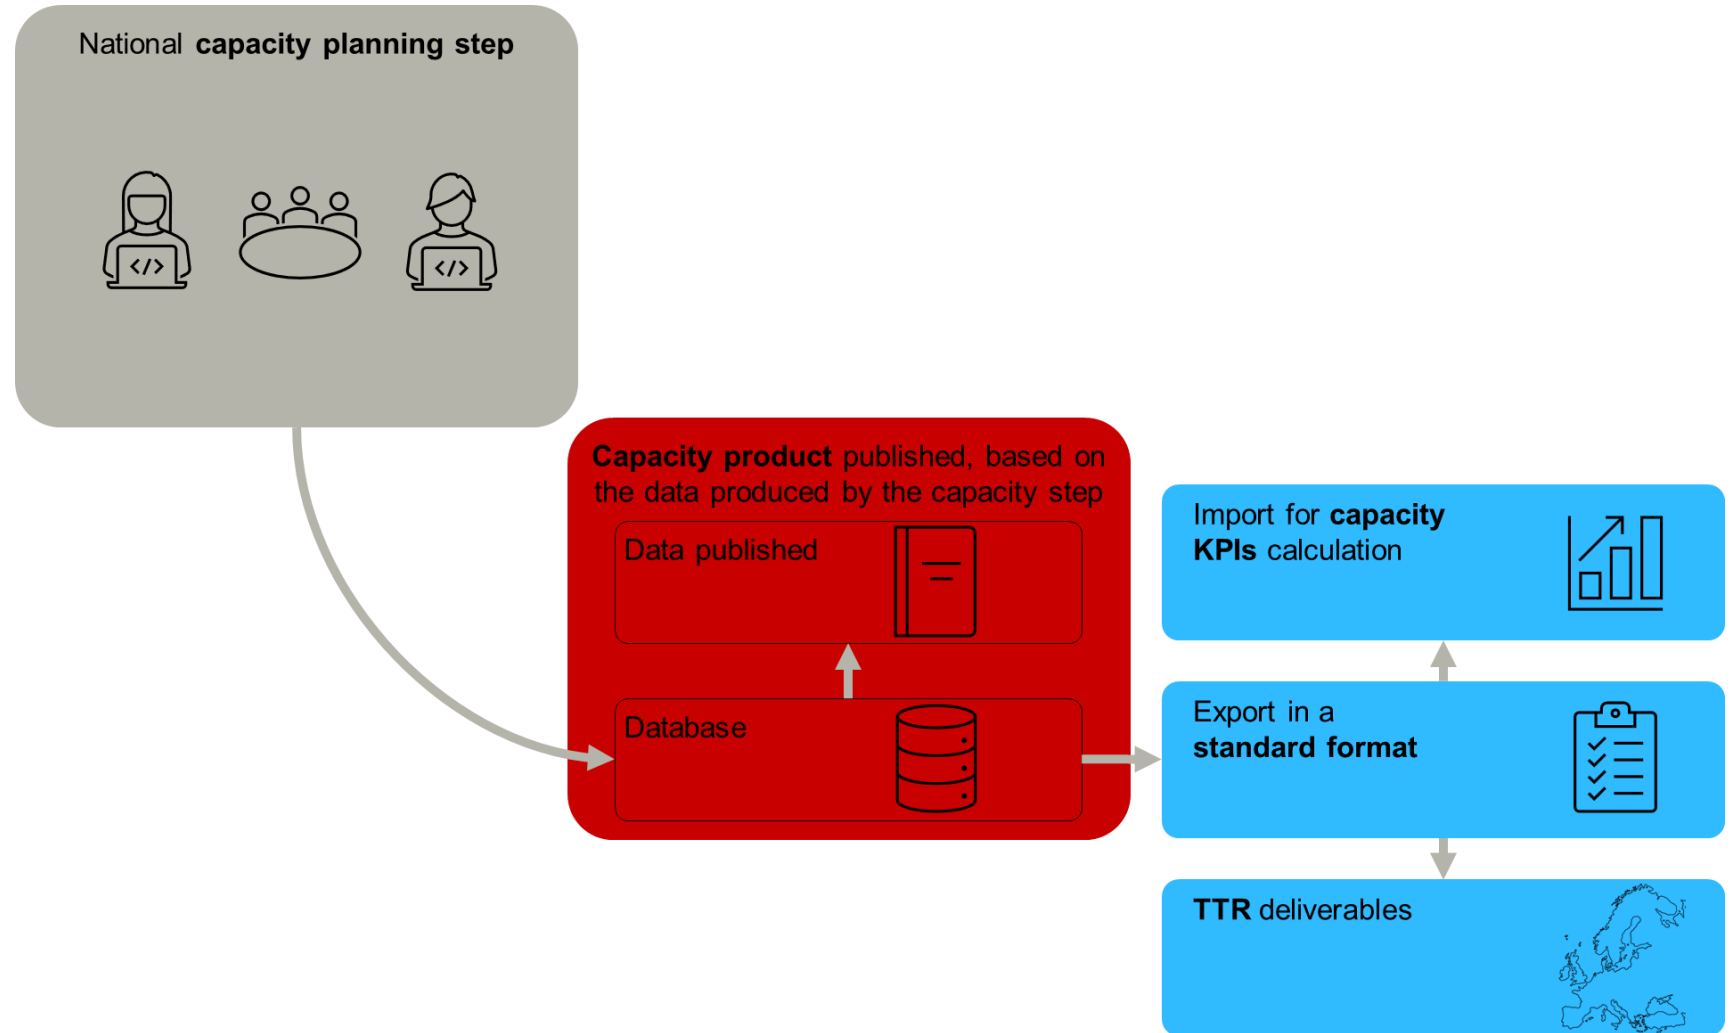 National capacity planning step
</>
</>
Capacity product published, based on
the data produced by the capacity step
Data published
Database
Import for capacity
KPIs calculation
Export in a
standard format
TTR deliverables